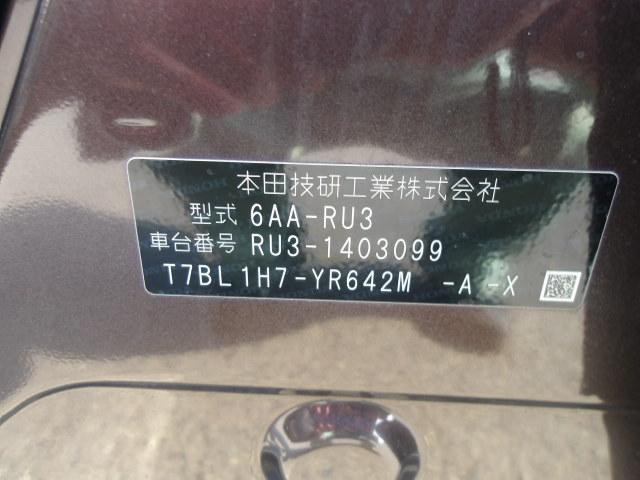 本田技研工業株式会社
型式 6AA-RU3
車台番号 RU3-1403099
T7BL1H7-YR642M -A -X